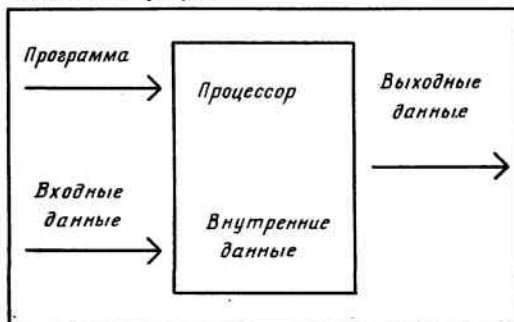 Программа
Процессор
Выходные
данные
Входные
данные
Внутренние
данные